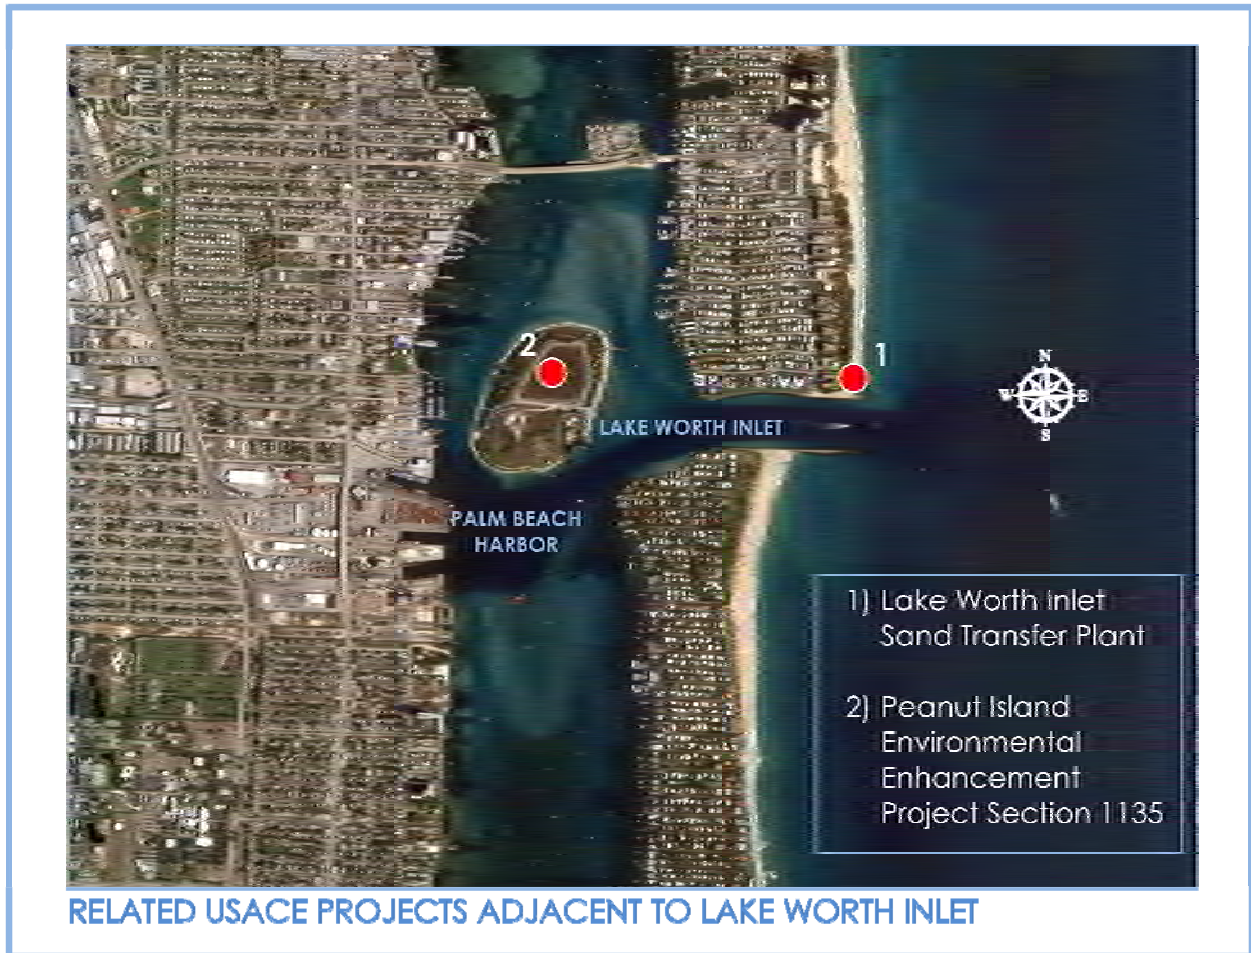 2
1
N
W E
S
LAKE WORTH INLET
PALM BEACH
HARBOR
1) Lake Worth Inlet
Sand Transfer Plant
2) Peanut Island
Environmental
Enhancement
Project Section 1135
RELATED USACE PROJECTS ADJACENT TO LAKE WORTH INLET